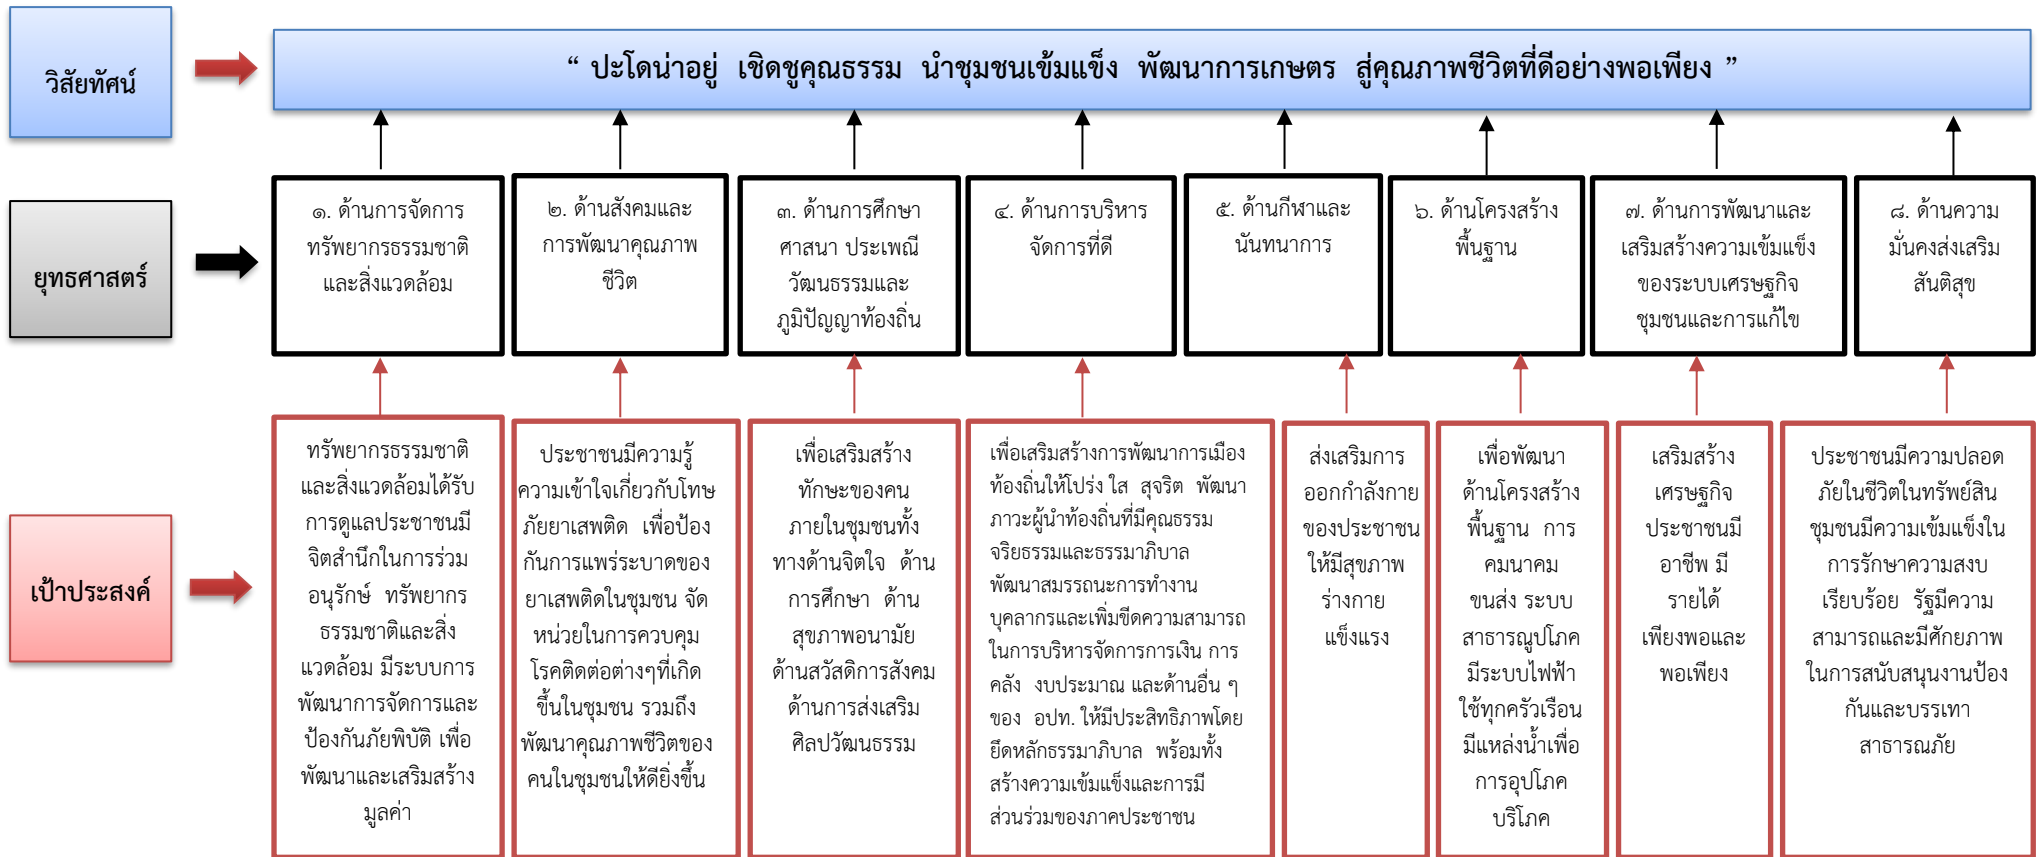 วิสัยทัศน์
“ ปะโดน่าอยู่ เชิดชูคุณธรรม นำชุมชนเข้มแข็ง พัฒนาการเกษตร สู่คุณภาพชีวิตที่ดีอย่างพอเพียง ”
ยุทธศาสตร์
๑. ด้านการจัดการ
ทรัพยากรธรรมชาติ
และสิ่งแวดล้อม
๒. ด้านสังคมและ
การพัฒนาคุณภาพ
ชีวิต
๓. ด้านการศึกษา
ศาสนา ประเพณี
วัฒนธรรมและ
ภูมิปัญญาท้องถิ่น
๔. ด้านการบริหาร
จัดการที่ดี
๕. ด้านกีฬาและ
นันทนาการ
๖. ด้านโครงสร้าง
พื้นฐาน
๗. ด้านการพัฒนาและ
เสริมสร้างความเข้มแข็ง
ของระบบเศรษฐกิจ
ชุมชนและการแก้ไข
๘. ด้านความ
มั่นคงส่งเสริม
สันติสุข
เป้าประสงค์
ทรัพยากรธรรมชาติ
และสิ่งแวดล้อมได้รับ
การดูแลประชาชนมี
จิตสำนึกในการร่วม
อนุรักษ์ ทรัพยากร
ธรรมชาติและสิ่ง
แวดล้อม มีระบบการ
พัฒนาการจัดการและ
ป้องกันภัยพิบัติ เพื่อ
พัฒนาและเสริมสร้าง
มูลค่า
ประชาชนมีความรู้
ความเข้าใจเกี่ยวกับโทษ
ภัยยาเสพติด เพื่อป้อง
กันการแพร่ระบาดของ
ยาเสพติดในชุมชน จัด
หน่วยในการควบคุม
โรคติดต่อต่างๆที่เกิด
ขึ้นในชุมชน รวมถึง
พัฒนาคุณภาพชีวิตของ
คนในชุมชนให้ดียิ่งขึ้น
เพื่อเสริมสร้าง
ทักษะของคน
ภายในชุมชนทั้ง
ทางด้านจิตใจ ด้าน
การศึกษา ด้าน
สุขภาพอนามัย
ด้านสวัสดิการสังคม
ด้านการส่งเสริม
ศิลปวัฒนธรรม
เพื่อเสริมสร้างการพัฒนาการเมือง
ท้องถิ่นให้โปร่ง ใส สุจริต พัฒนา
ภาวะผู้นำท้องถิ่นที่มีคุณธรรม
จริยธรรมและธรรมาภิบาล
พัฒนาสมรรถนะการทำงาน
บุคลากรและเพิ่มขีดความสามารถ
ในการบริหารจัดการการเงิน การ
คลัง งบประมาณ และด้านอื่น ๆ
ของ อปท. ให้มีประสิทธิภาพโดย
ยึดหลักธรรมาภิบาล พร้อมทั้ง
สร้างความเข้มแข็งและการมี
ส่วนร่วมของภาคประชาชน
ส่งเสริมการ
ออกกำลังกาย
ของประชาชน
ให้มีสุขภาพ
ร่างกาย
แข็งแรง
เพื่อพัฒนา
ด้านโครงสร้าง
พื้นฐาน การ
คมนาคม
ขนส่ง ระบบ
สาธารณูปโภค
มีระบบไฟฟ้า
ใช้ทุกครัวเรือน
มีแหล่งน้ำเพื่อ
การอุปโภค
บริโภค
เสริมสร้าง
เศรษฐกิจ
ประชาชนมี
อาชีพ มี
รายได้
เพียงพอและ
พอเพียง
ประชาชนมีความปลอด
ภัยในชีวิตในทรัพย์สิน
ชุมชนมีความเข้มแข็งใน
การรักษาความสงบ
เรียบร้อย รัฐมีความ
สามารถและมีศักยภาพ
ในการสนับสนุนงานป้อง
กันและบรรเทา
สาธารณภัย